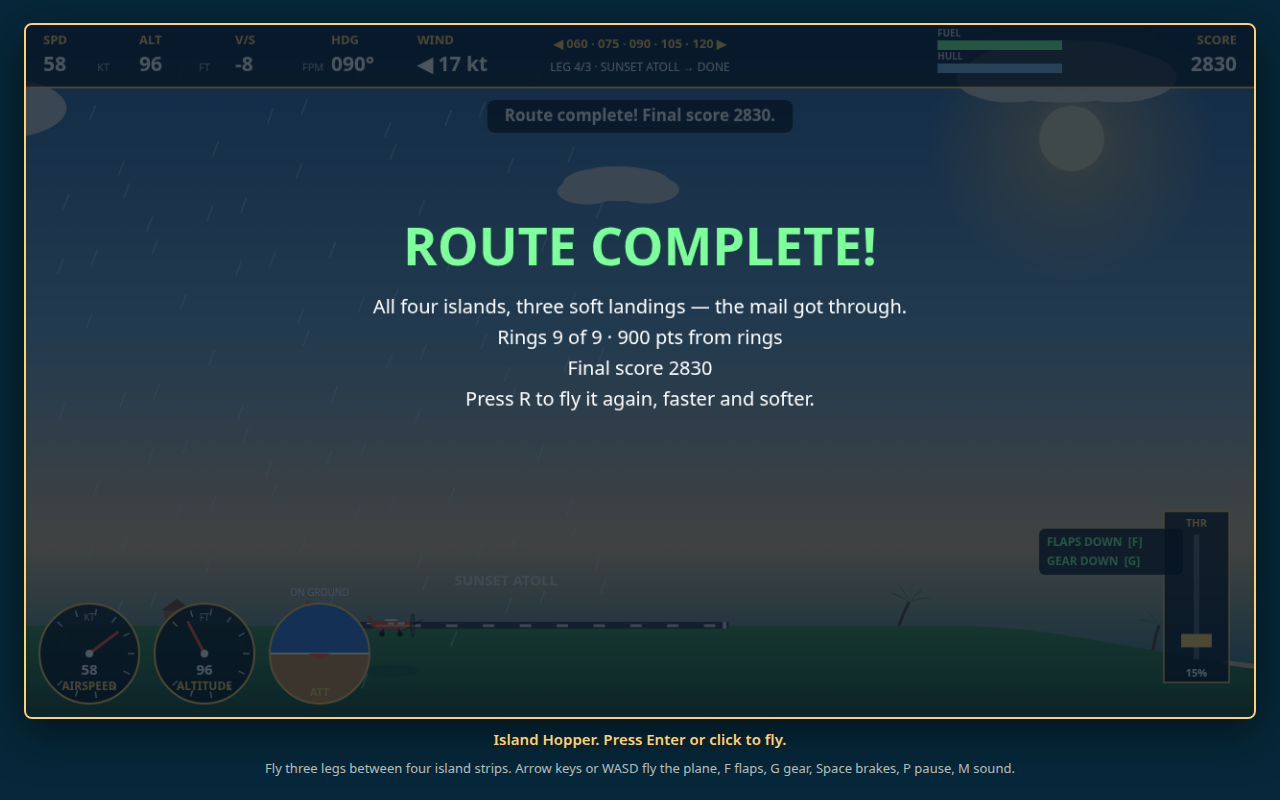 SPD ALT V/S HDG WIND
58 KT 96 FT -8 FPM 090° ◀ 17 kt
◀ 060 · 075 · 090 · 105 · 120 ▶
LEG 4/3 · SUNSET ATOLL → DONE
FUEL
HULL
SCORE
2830
Route complete! Final score 2830.
ROUTE COMPLETE!
All four islands, three soft landings — the mail got through.
Rings 9 of 9 · 900 pts from rings
Final score 2830
Press R to fly it again, faster and softer.
THR
FLAPS DOWN [F]
GEAR DOWN [G]
15%
SUNSET ATOLL
ON GROUND
KT
58
AIRSPEED
FT
96
ALTITUDE
ATT
Island Hopper. Press Enter or click to fly.
Fly three legs between four island strips. Arrow keys or WASD fly the plane, F flaps, G gear, Space brakes, P pause, M sound.